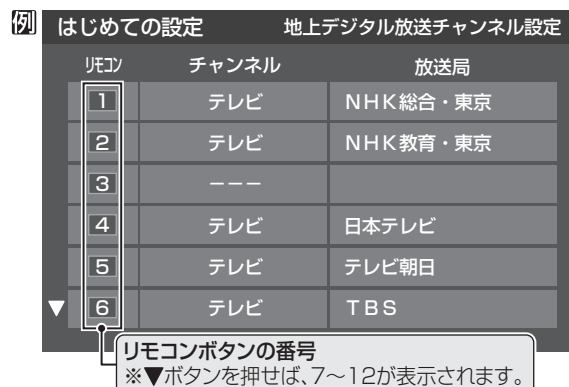 例
はじめての設定 地上デジタル放送チャンネル設定
リモコン チャンネル 放送局
1 テレビ NHK総合・東京
2 テレビ NHK教育・東京
3 −−−
4 テレビ 日本テレビ
5 テレビ テレビ朝日
▼ 6 テレビ TBS
リモコンボタンの番号
※▼ボタンを押せば、7～12が表示されます。